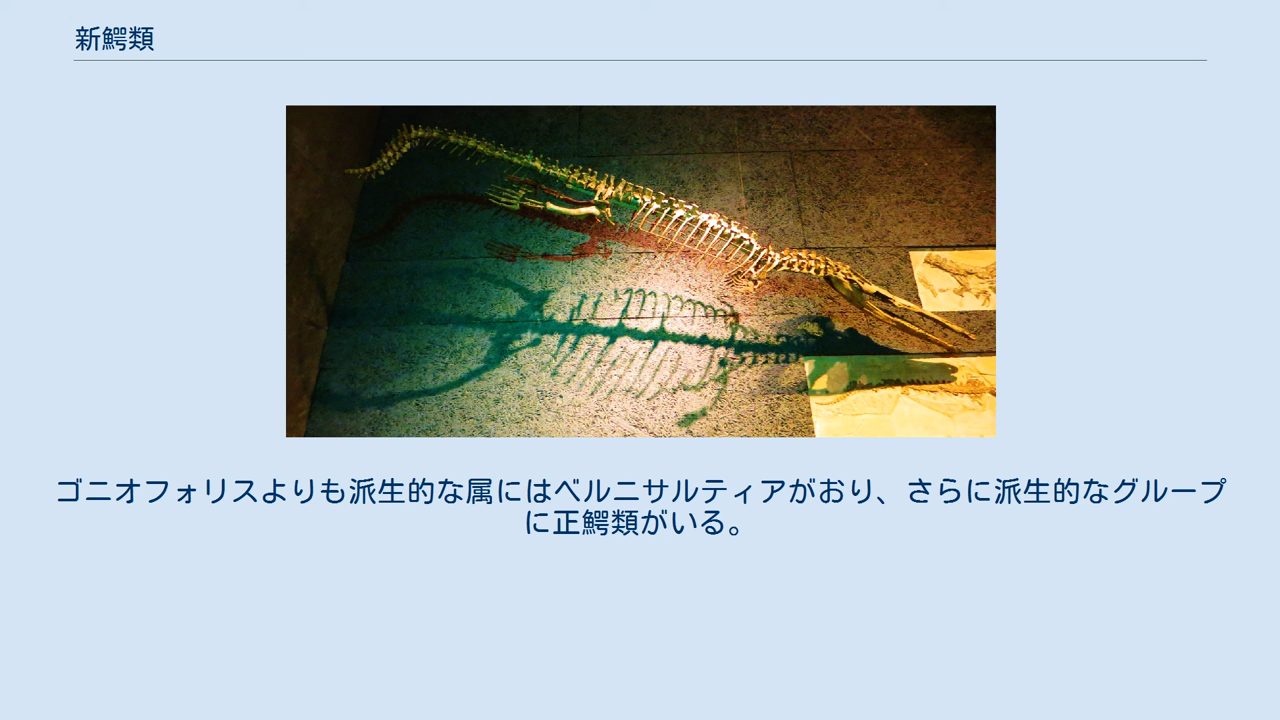 新鰐類
ゴニオフォリスよりも派生的な属にはベルニサルティアがおり、さらに派生的なグループ
に正鰐類がいる。